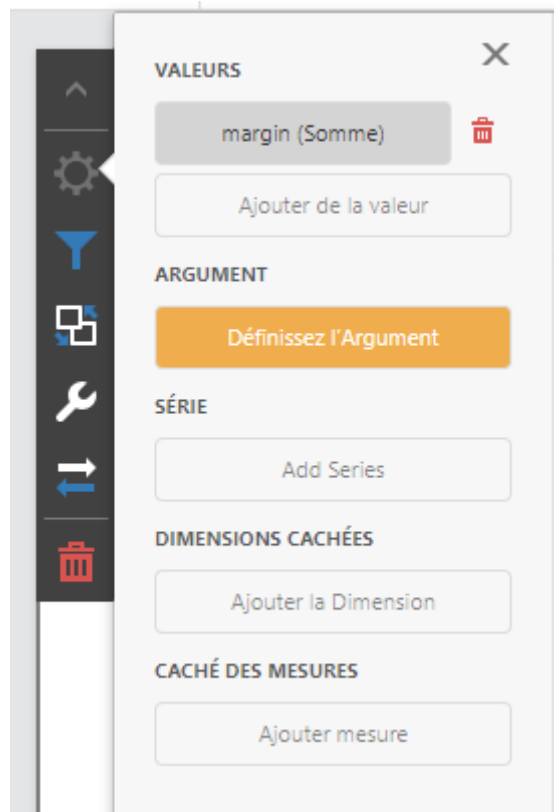 VALEURS
margin (Somme)
Ajouter de la valeur
ARGUMENT
Définissez l'Argument
SÉRIE
Add Series
DIMENSIONS CACHÉES
Ajouter la Dimension
CACHÉ DES MESURES
Ajouter mesure